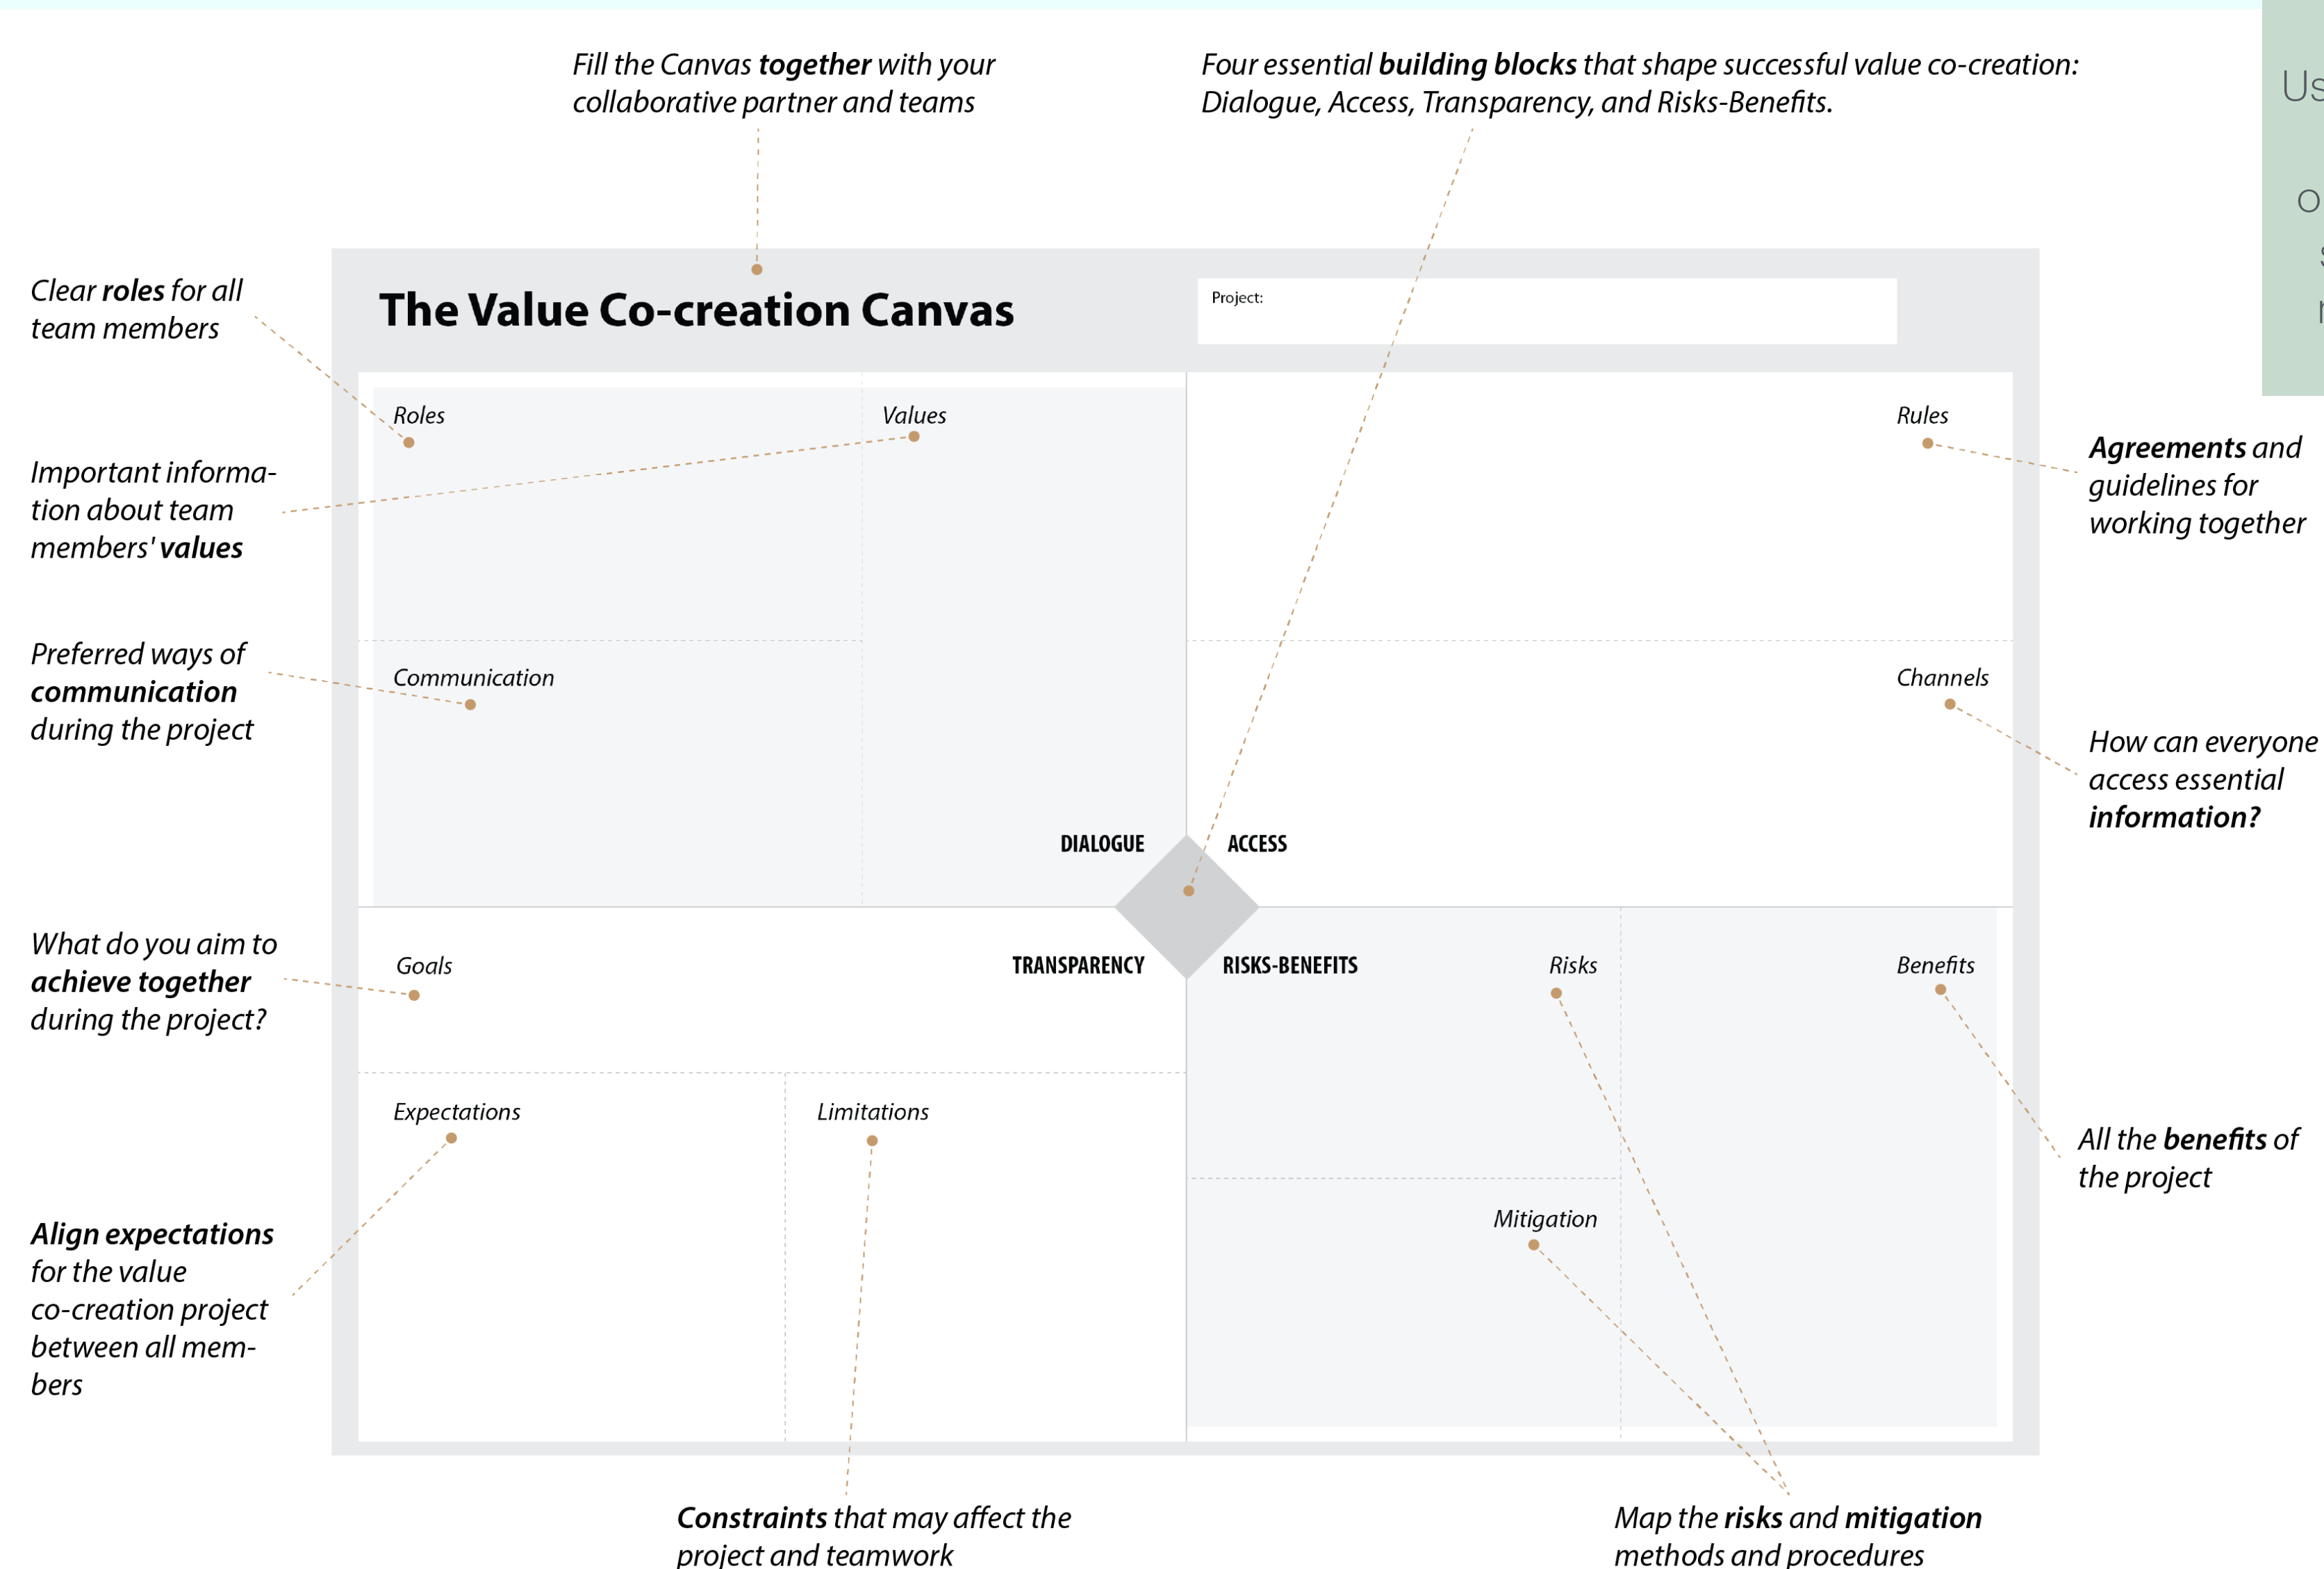 Fill the Canvas together with your
collaborative partner and teams
Four essential building blocks that shape successful value co-creation:
Dialogue, Access, Transparency, and Risks-Benefits.
Us
o
Clear roles for all
team members
The Value Co-creation Canvas
Project:
Important informa-
tion about team
members' values
Roles
Values
Rules
Agreements and
guidelines for
working together
Preferred ways of
communication
during the project
Communication
Channels
How can everyone
access essential
information?
DIALOGUE
ACCESS
What do you aim to
achieve together
during the project?
Goals
TRANSPARENCY
RISKS-BENEFITS
Risks
Benefits
Expectations
Limitations
All the benefits of
the project
Align expectations
for the value
co-creation project
between all mem-
bers
Mitigation
Constraints that may affect the
project and teamwork
Map the risks and mitigation
methods and procedures